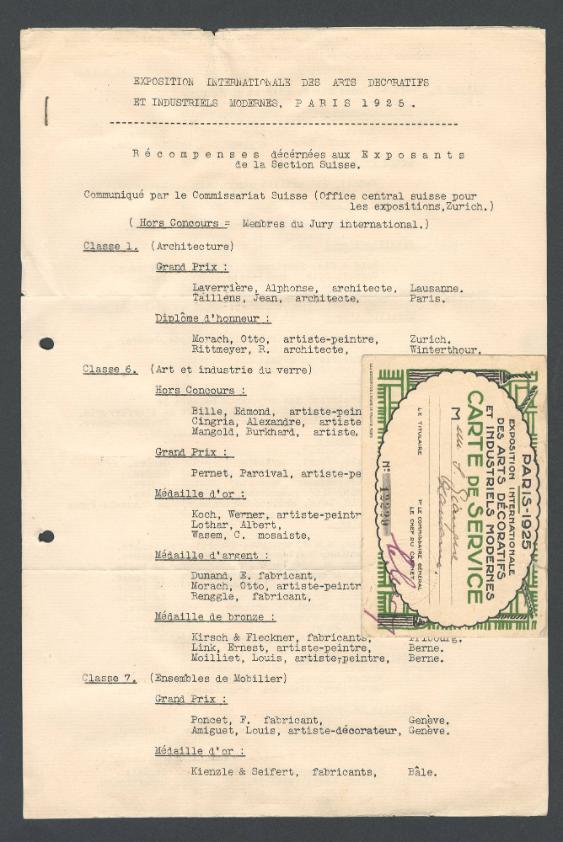 EXPOSITION INTERNATIONALE DES ARTS DECORATIFS
ET INDUSTRIELS MODERNES, PARIS 1925.
Récompenses décérnées aux Exposants
de la Section Suisse.
Communiqué par le Commissariat Suisse (Office central suisse pour
les expositions,Zurich.)
( Hors Concours = Membres du Jury international.)
Classe 1. (Architecture)
Grand Prix :
Laverrière, Alphonse, architecte, Lausanne.
Taillens, Jean, architecte, Paris.
Diplôme d'honneur :
Morach, Otto, artiste-peintre, Zurich.
Rittmeyer, R. architecte, Winterthour.
Classe 6. (Art et industrie du verre)
Hors Concours :
Bille, Edmond, artiste-pein
Cingria, Alexandre, artiste
Mangold, Burkhard, artiste,
Grand Prix :
Pernet, Parcival, artiste-pe
Médaille d'or :
Koch, Werner, artiste-peintr
Lothar, Albert,
Wasem, C. mosaiste,
Médaille d'argent :
Dunand, E. fabricant,
Morach, Otto, artiste-peintr
Renggle, fabricant,
Médaille de bronze :
Kirsch & Fleckner, fabricants, Fribourg.
Link, Ernest, artiste-peintre, Berne.
Moilliet, Louis, artiste-peintre, Berne.
Classe 7. (Ensembles de Mobilier)
Grand Prix :
Poncet, F. fabricant, Genève.
Amiguet, Louis, artiste-décorateur, Genève.
Médaille d'or :
Kienzle & Seifert, fabricants, Bâle.
PARIS-1925
EXPOSITION INTERNATIONALE
DES ARTS DÉCORATIFS
ET INDUSTRIELS MODERNES
CARTE DE SERVICE
M
LE TITULAIRE
Pr LE COMMISSAIRE GÉNÉRAL
LE CHEF DU CABINET
No